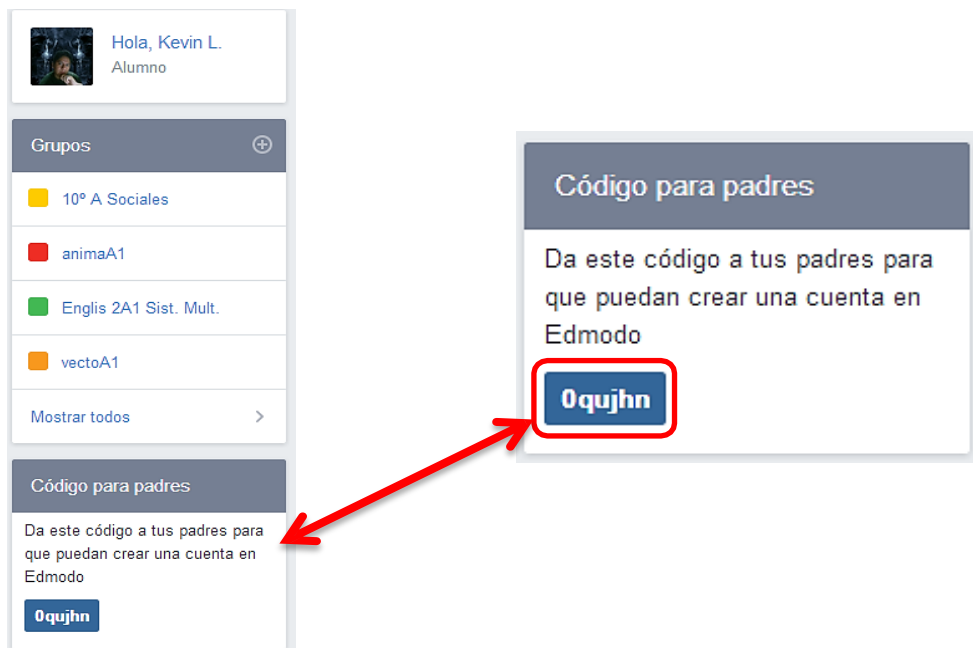 Hola, Kevin L.
Alumno
Grupos
10º A Sociales
animaA1
Englis 2A1 Sist. Mult.
vectoA1
Mostrar todos
Código para padres
Da este código a tus padres para
que puedan crear una cuenta en
Edmodo
0qujhn
Código para padres
Da este código a tus padres para
que puedan crear una cuenta en
Edmodo
0qujhn